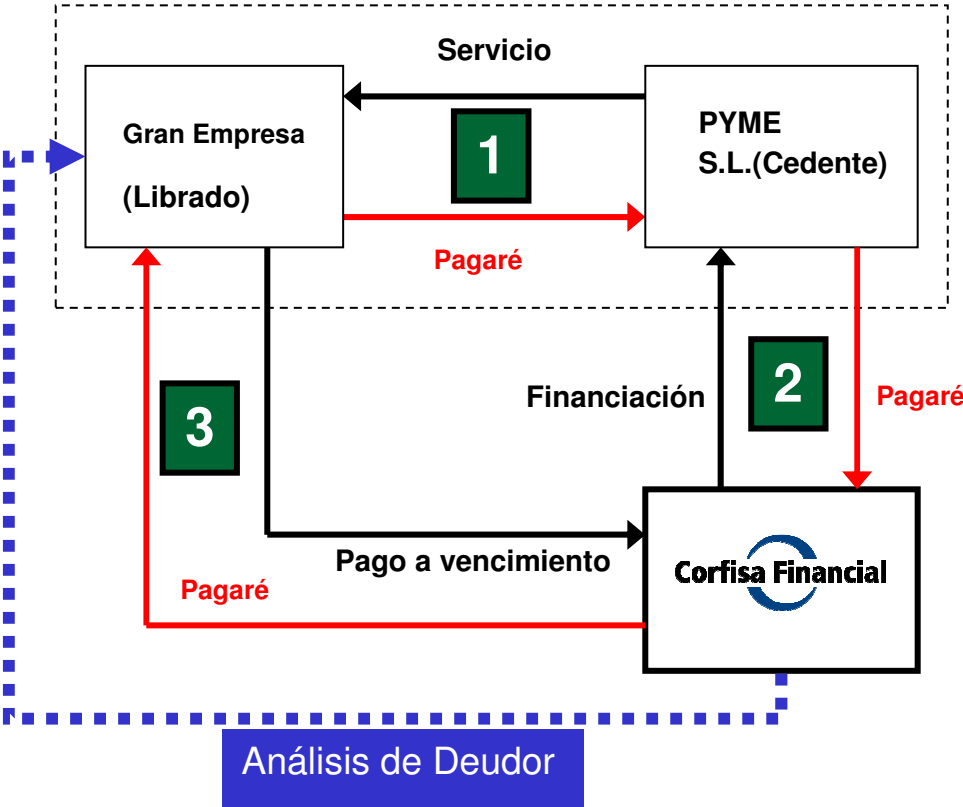 Servicio
Gran Empresa
(Librado)
1
PYME
S.L.(Cedente)
Pagaré
Financiación
2
Pagaré
3
Pago a vencimiento
Corfisa Financial
Pagaré
Análisis de Deudor